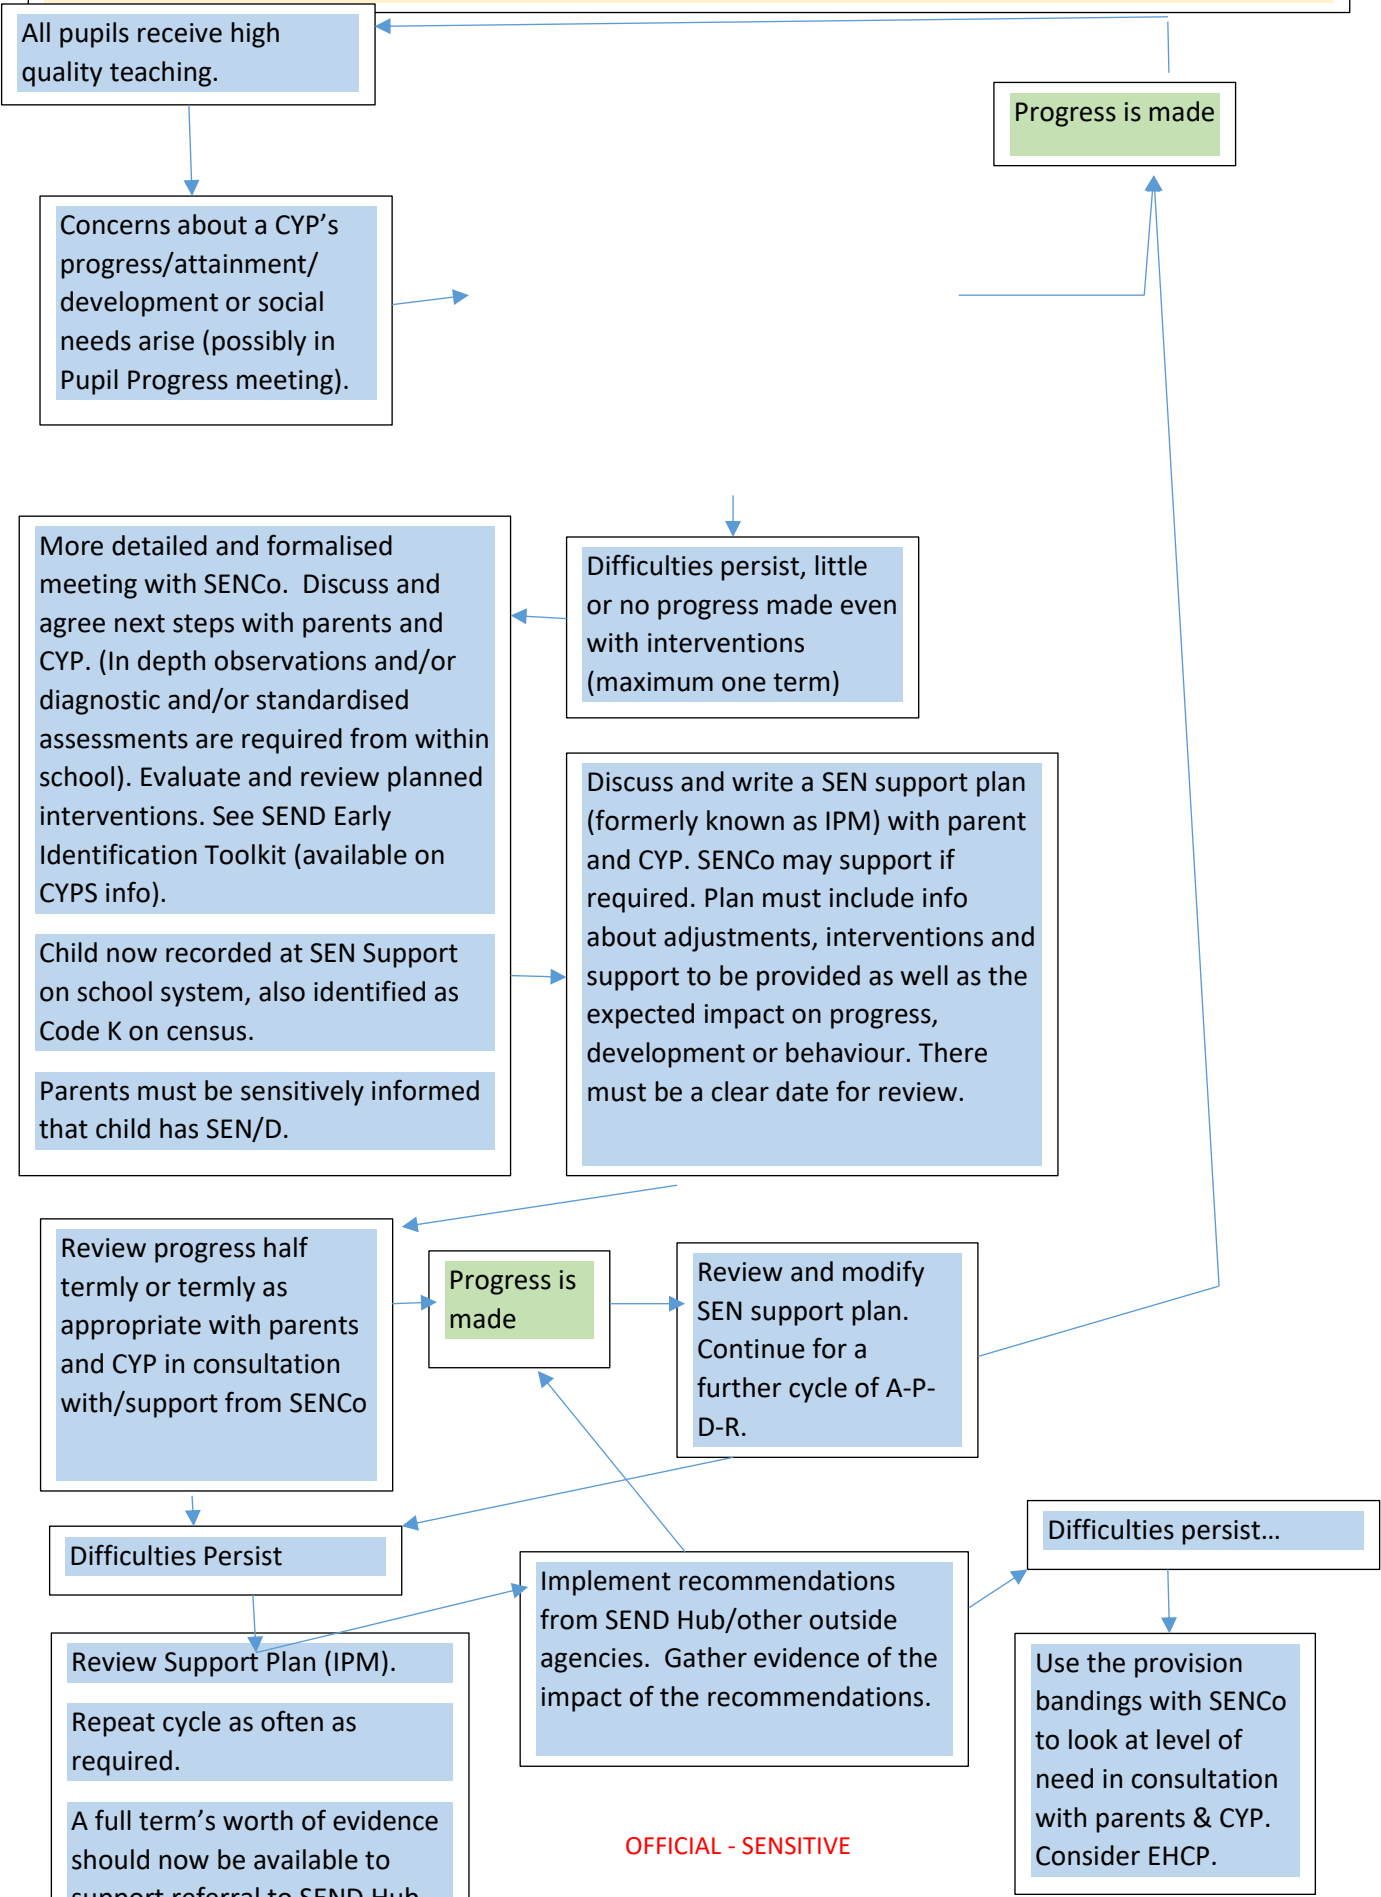 All pupils receive high
quality teaching.
Progress is made
Concerns about a CYP’s
progress/attainment/
development or social
needs arise (possibly in
Pupil Progress meeting).
More detailed and formalised
meeting with SENCo.  Discuss and
agree next steps with parents and
CYP. (In depth observations and/or
diagnostic and/or standardised
assessments are required from within
school). Evaluate and review planned
interventions. See SEND Early
Identification Toolkit (available on
CYPS info).
Child now recorded at SEN Support
on school system, also identified as
Code K on census.
Parents must be sensitively informed
that child has SEN/D.
Difficulties persist, little
or no progress made even
with interventions
(maximum one term)
Discuss and write a SEN support plan
(formerly known as IPM) with parent
and CYP. SENCo may support if
required. Plan must include info
about adjustments, interventions and
support to be provided as well as the
expected impact on progress,
development or behaviour. There
must be a clear date for review.
Review progress half
termly or termly as
appropriate with parents
and CYP in consultation
with/support from SENCo
Progress is
made
Review and modify
SEN support plan.
Continue for a
further cycle of A-P-
D-R.
Difficulties Persist
Review Support Plan (IPM).
Repeat cycle as often as
required.
A full term’s worth of evidence
should now be available to
support referral to SEND Hub
Implement recommendations
from SEND Hub/other outside
agencies.  Gather evidence of the
impact of the recommendations.
Difficulties persist…
Use the provision
bandings with SENCo
to look at level of
need in consultation
with parents & CYP.
Consider EHCP.
OFFICIAL - SENSITIVE